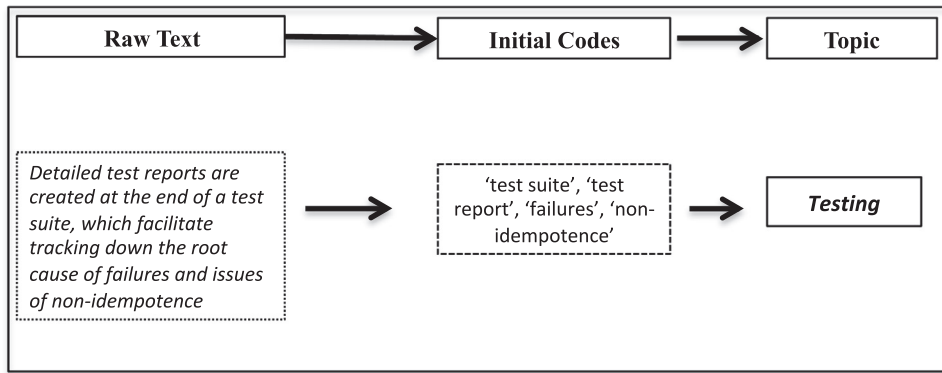 Raw Text
Initial Codes
Topic
Detailed test reports are
created at the end of a test
suite, which facilitate
tracking down the root
cause of failures and issues
of non-idempotence
‘test suite’, ‘test
report’, ‘failures’, ‘non-
idempotence’
Testing